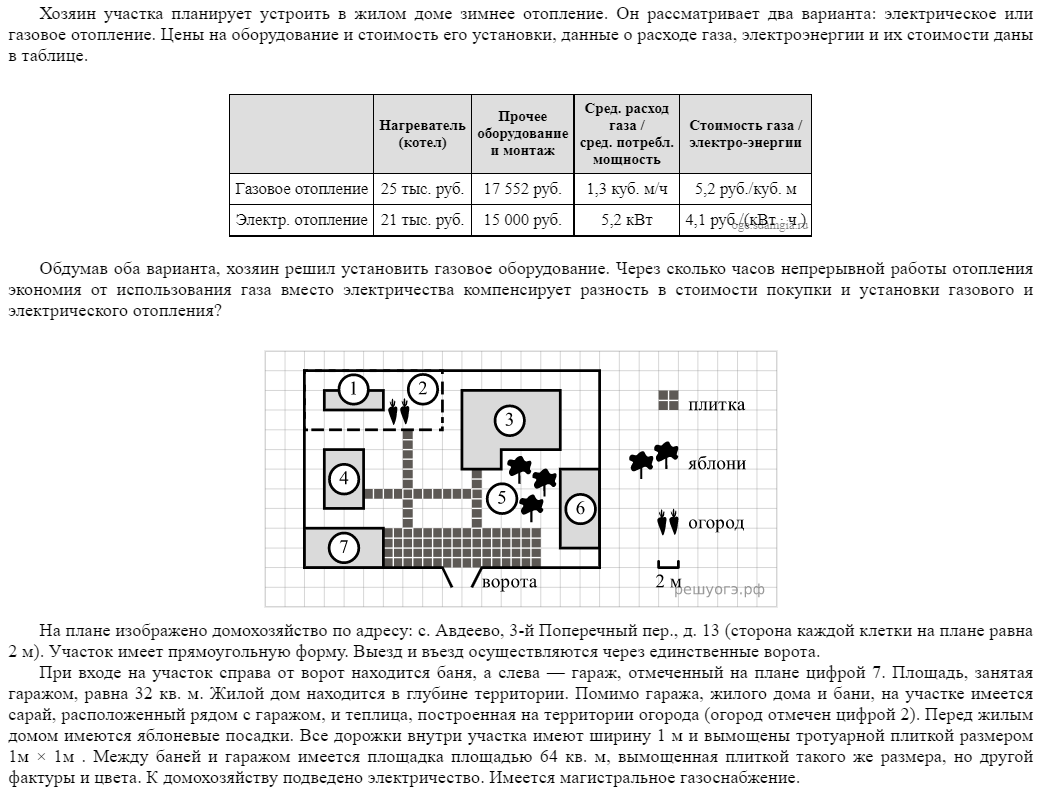 Хозяин участка планирует устроить в жилом доме зимнее отопление. Он рассматривает два варианта: электрическое или
газовое отопление. Цены на оборудование и стоимость его установки, данные о расходе газа, электроэнергии и их стоимости даны
в таблице.
Нагреватель (котел) Прочее оборудование и монтаж Сред. расход газа / сред. потребл. мощность Стоимость газа / электро-энергии
Газовое отопление 25 тыс. руб. 17 552 руб. 1,3 куб. м/ч 5,2 руб./куб. м
Электр. отопление 21 тыс. руб. 15 000 руб. 5,2 кВт 4,1 руб./(кВт · ч )
oge.sdamgia.ru
Обдумав оба варианта, хозяин решил установить газовое оборудование. Через сколько часов непрерывной работы отопления
экономия от использования газа вместо электричества компенсирует разность в стоимости покупки и установки газового и
электрического отопления?
1
2
3
4
5
6
7
ворота
плитка
яблони
огород
2 м
решуогэ.рф
На плане изображено домохозяйство по адресу: с. Авдеево, 3-й Поперечный пер., д. 13 (сторона каждой клетки на плане равна
2 м). Участок имеет прямоугольную форму. Выезд и въезд осуществляются через единственные ворота.
При входе на участок справа от ворот находится баня, а слева — гараж, отмеченный на плане цифрой 7. Площадь, занятая
гаражом, равна 32 кв. м. Жилой дом находится в глубине территории. Помимо гаража, жилого дома и бани, на участке имеется
сарай, расположенный рядом с гаражом, и теплица, построенная на территории огорода (огород отмечен цифрой 2). Перед жилым
домом имеются яблоневые посадки. Все дорожки внутри участка имеют ширину 1 м и вымощены тротуарной плиткой размером
1м × 1м . Между баней и гаражом имеется площадка площадью 64 кв. м, вымощенная плиткой такого же размера, но другой
фактуры и цвета. К домохозяйству подведено электричество. Имеется магистральное газоснабжение.